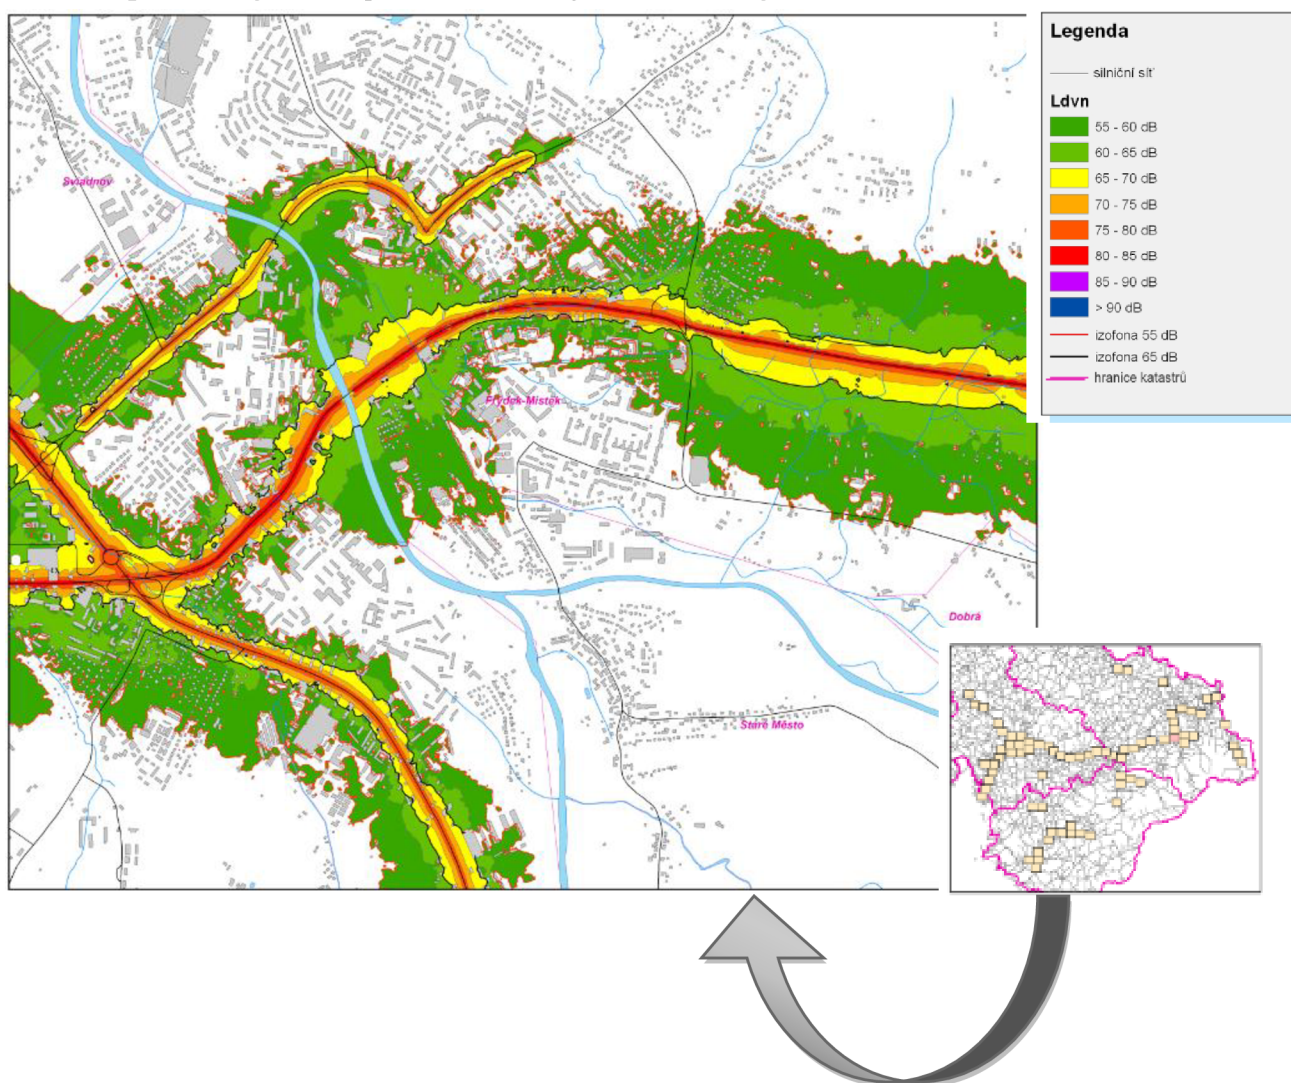 Legenda
silniční síť
Ldvn
55 - 60 dB
60 - 65 dB
65 - 70 dB
70 - 75 dB
75 - 80 dB
80 - 85 dB
85 - 90 dB
> 90 dB
izofona 55 dB
izofona 65 dB
hranice katastrů
Sviadnov
Frýdek-Místek
Dobrá
Staré Město